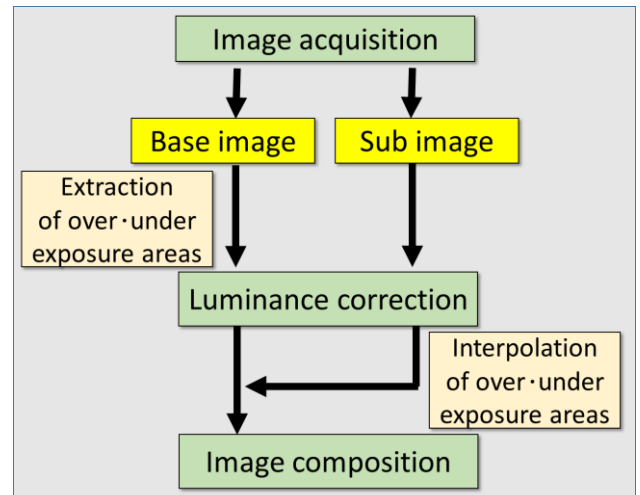 Image acquisition
Base image
Sub image
Extraction
of over·under
exposure areas
Luminance correction
Interpolation
of over·under
exposure areas
Image composition